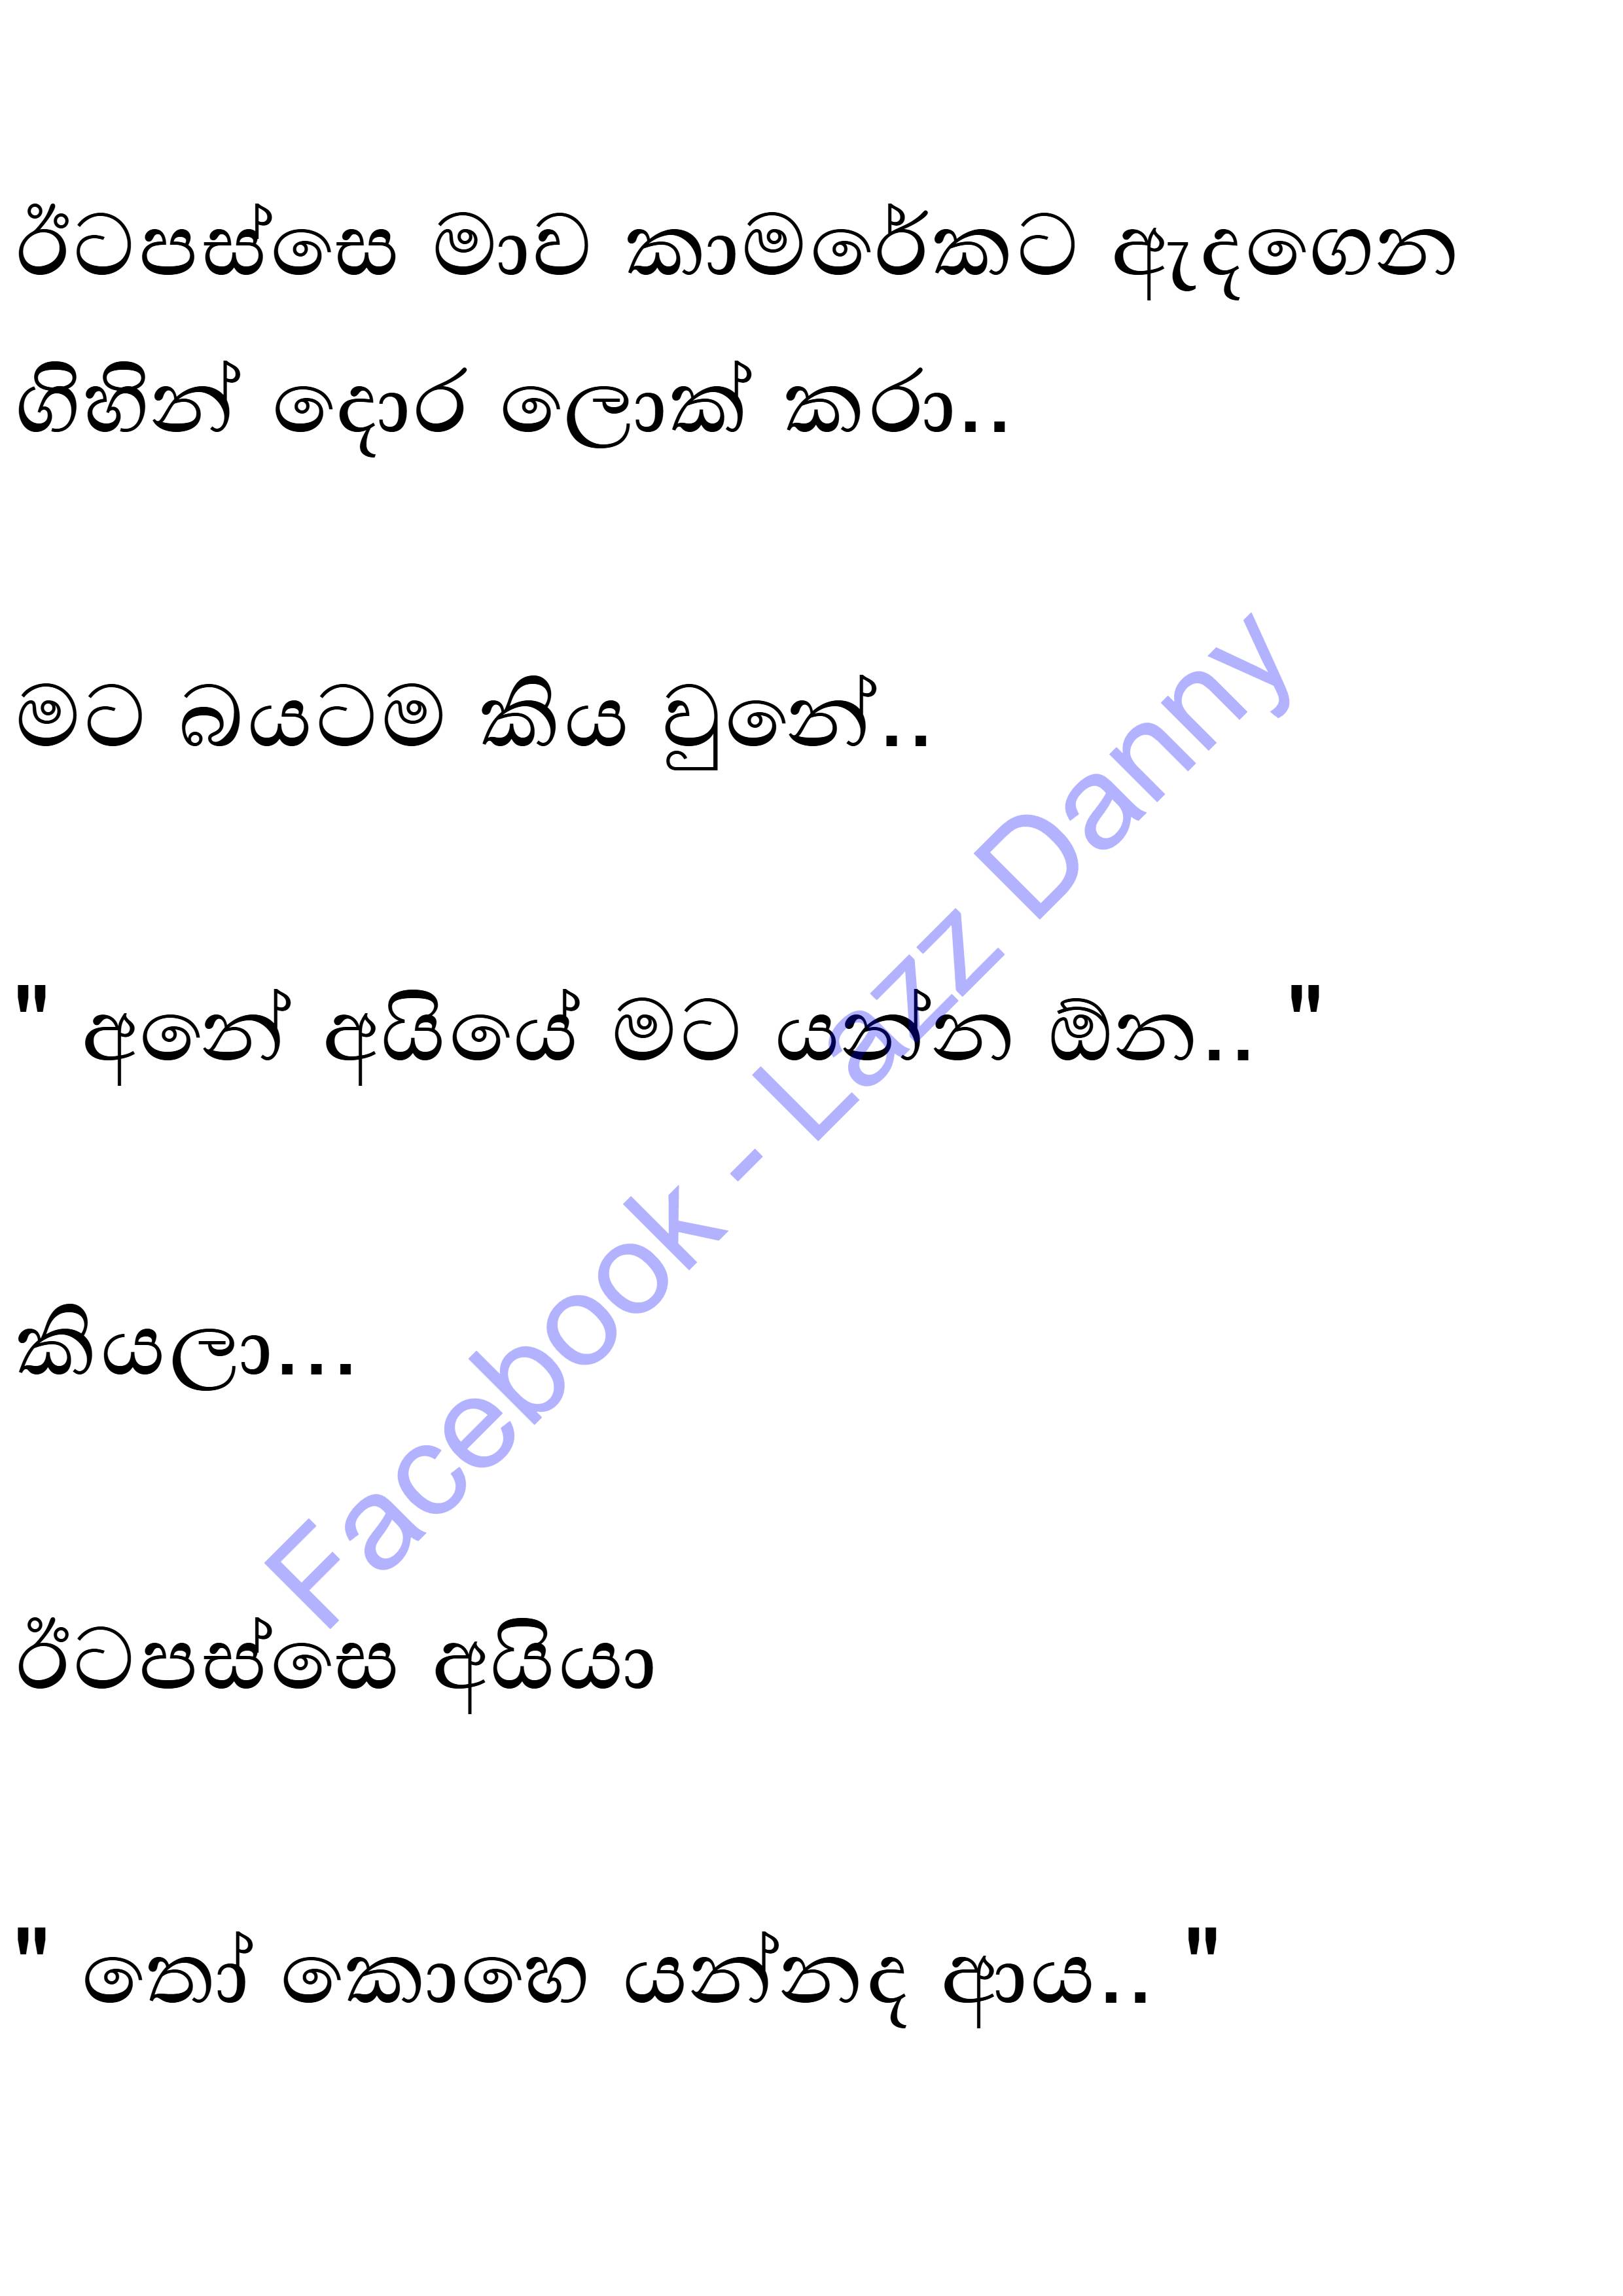 ඊටපස්සෙ මාව කාමරේකට ඇදගෙන
ගිහින් දොර ලොක් කරා..
මට බයටම කිය වුනේ..
" අනේ අයියේ මට යන්න ඕන.. "
කියලා...
ඊටපස්සෙ අයියා
" තෝ කොහෙ යන්නද ආය.. "
Facebook - Lazz Danny